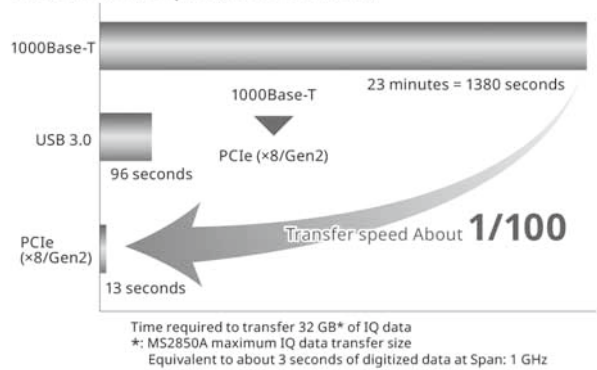 1000Base-T
23 minutes = 1380 seconds
1000Base-T
PCIe (×8/Gen2)
USB 3.0
96 seconds
Transfer speed About 1/100
PCIe
(×8/Gen2)
13 seconds
Time required to transfer 32 GB* of IQ data
*: MS2850A maximum IQ data transfer size
Equivalent to about 3 seconds of digitized data at Span: 1 GHz